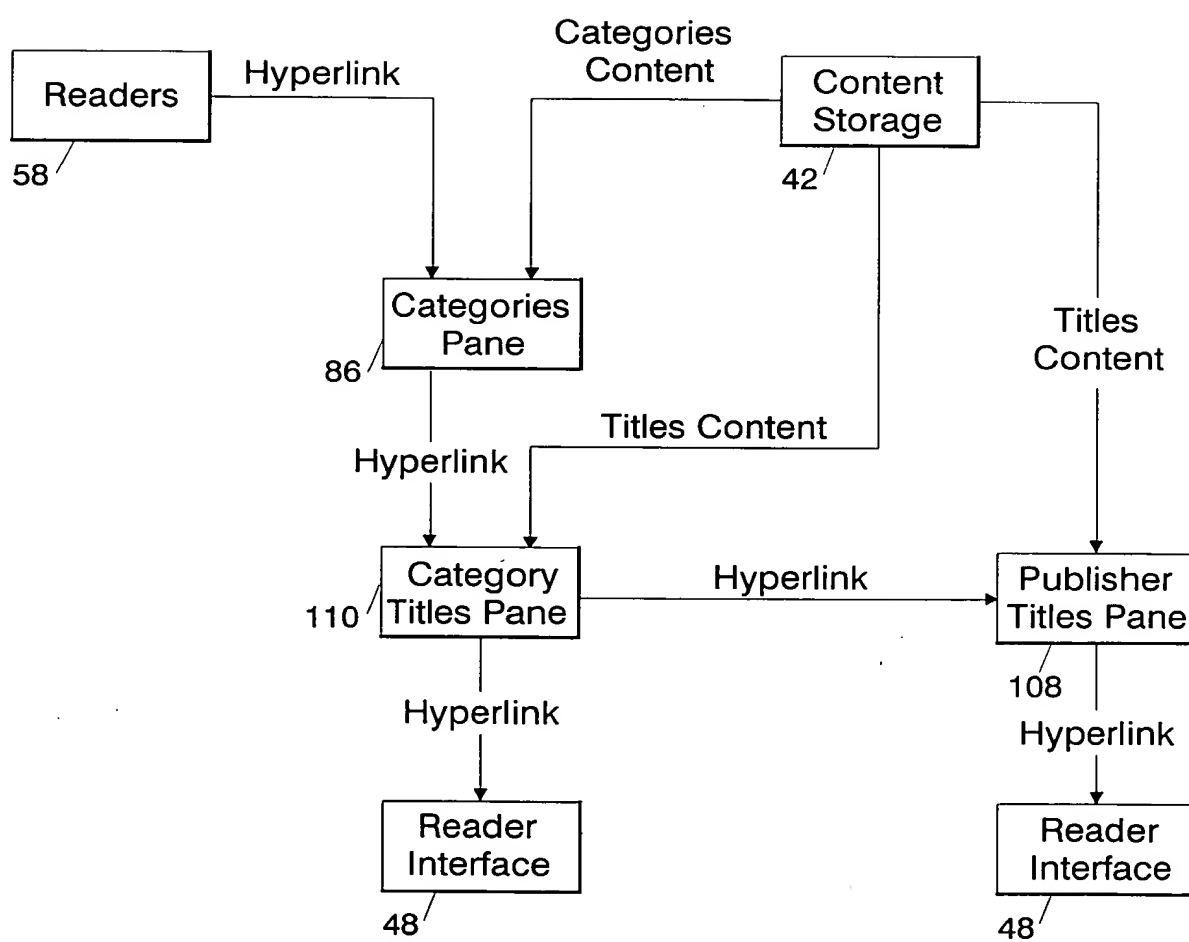 Categories
Content
Hyperlink
Readers
Content
Storage
58
42
Categories
Pane
86
Titles
Content
Titles Content
Hyperlink
Category
Titles Pane
110
Hyperlink
Publisher
Titles Pane
108
Hyperlink
Hyperlink
Reader
Interface
48
Reader
Interface
48